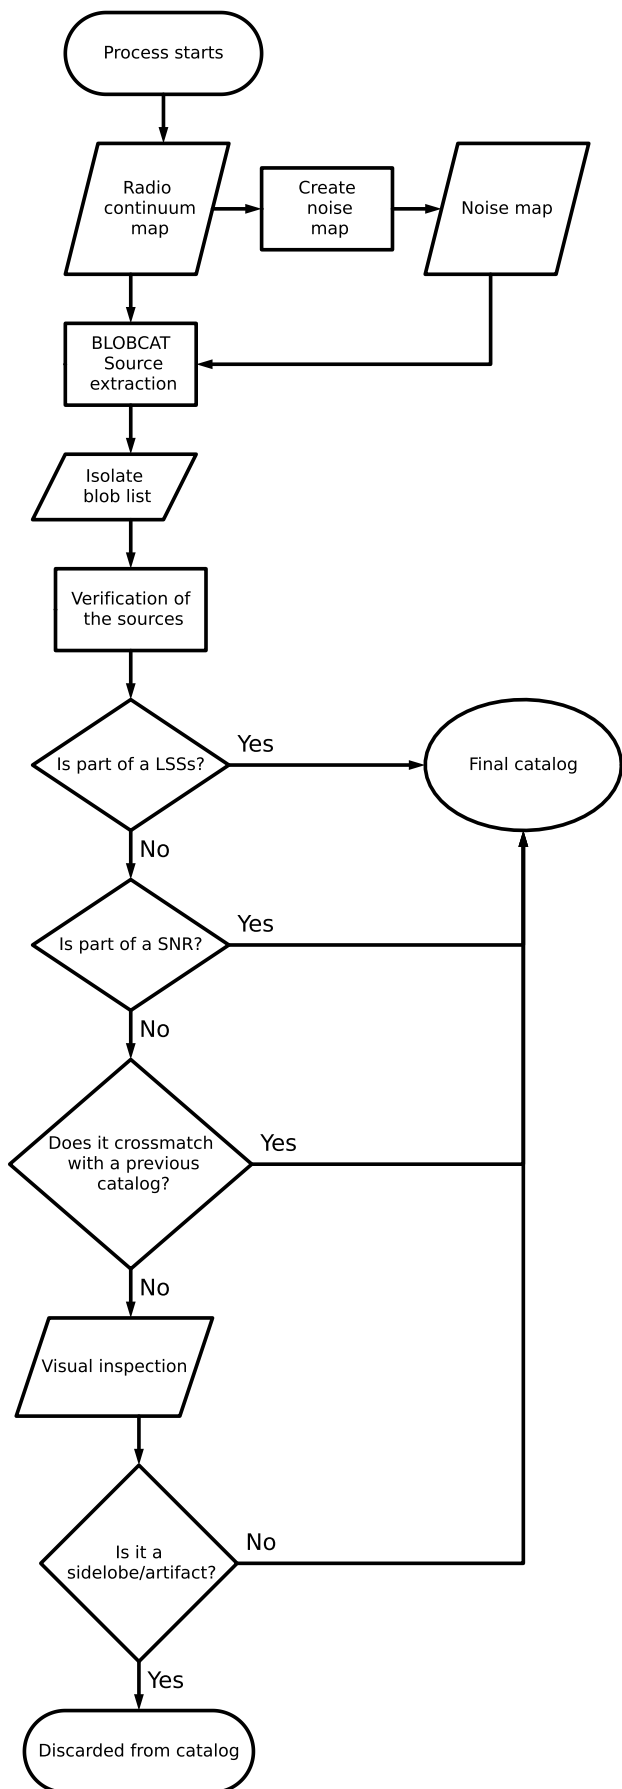 Process starts
Radio
continuum
map
Create
noise
map
Noise map
BLOBCAT
Source
extraction
Isolate
blob list
Verification of
the sources
Is part of a LSSs?
Yes
Final catalog
No
Is part of a SNR?
Yes
No
Does it crossmatch
with a previous
catalog?
Yes
No
Visual inspection
Is it a
sidelobe/artifact?
No
Yes
Discarded from catalog